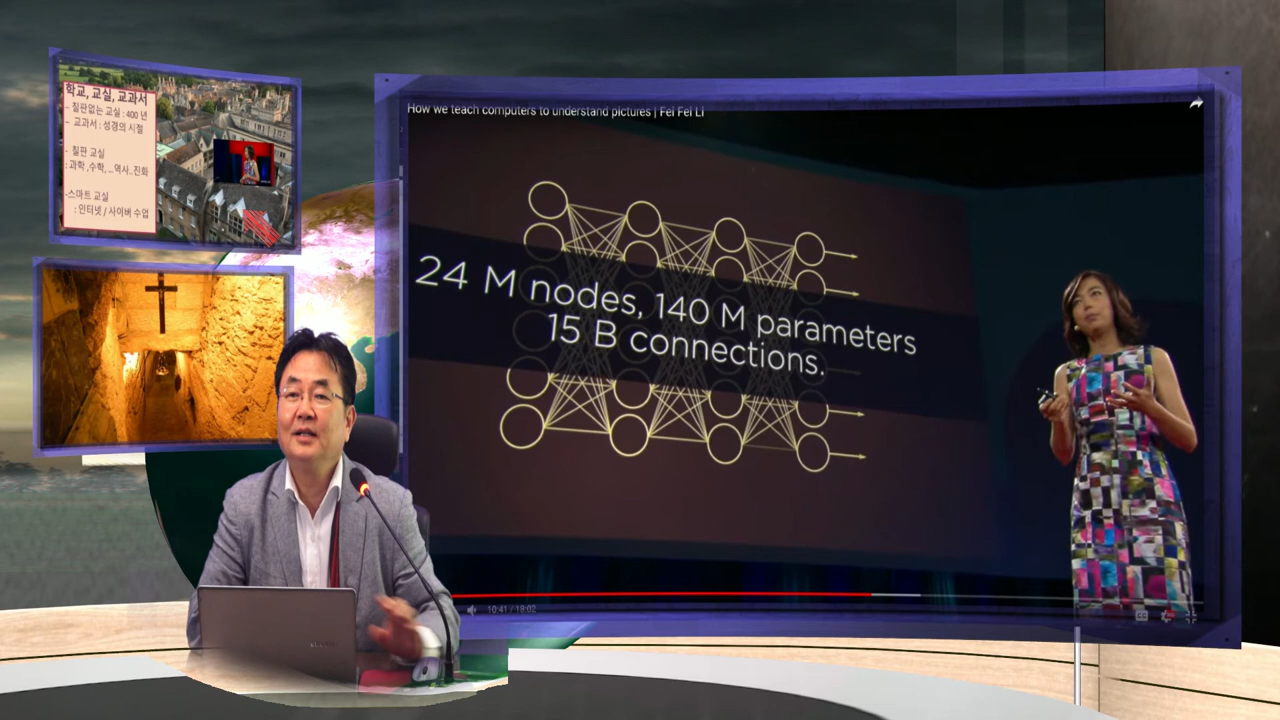 학교, 교실, 교과서
- 칠판없는 교실 : 400 년
- 교과서 : 성경의 시절
- 칠판 교실
: 과학 ,수학, ...역사..진화
-스마트 교실
: 인터넷 / 사이버 수업
How we teach computers to understand pictures | Fei Fei Li
24 M nodes, 140 M parameters
15 B connections.
10:41 / 18:02
CC